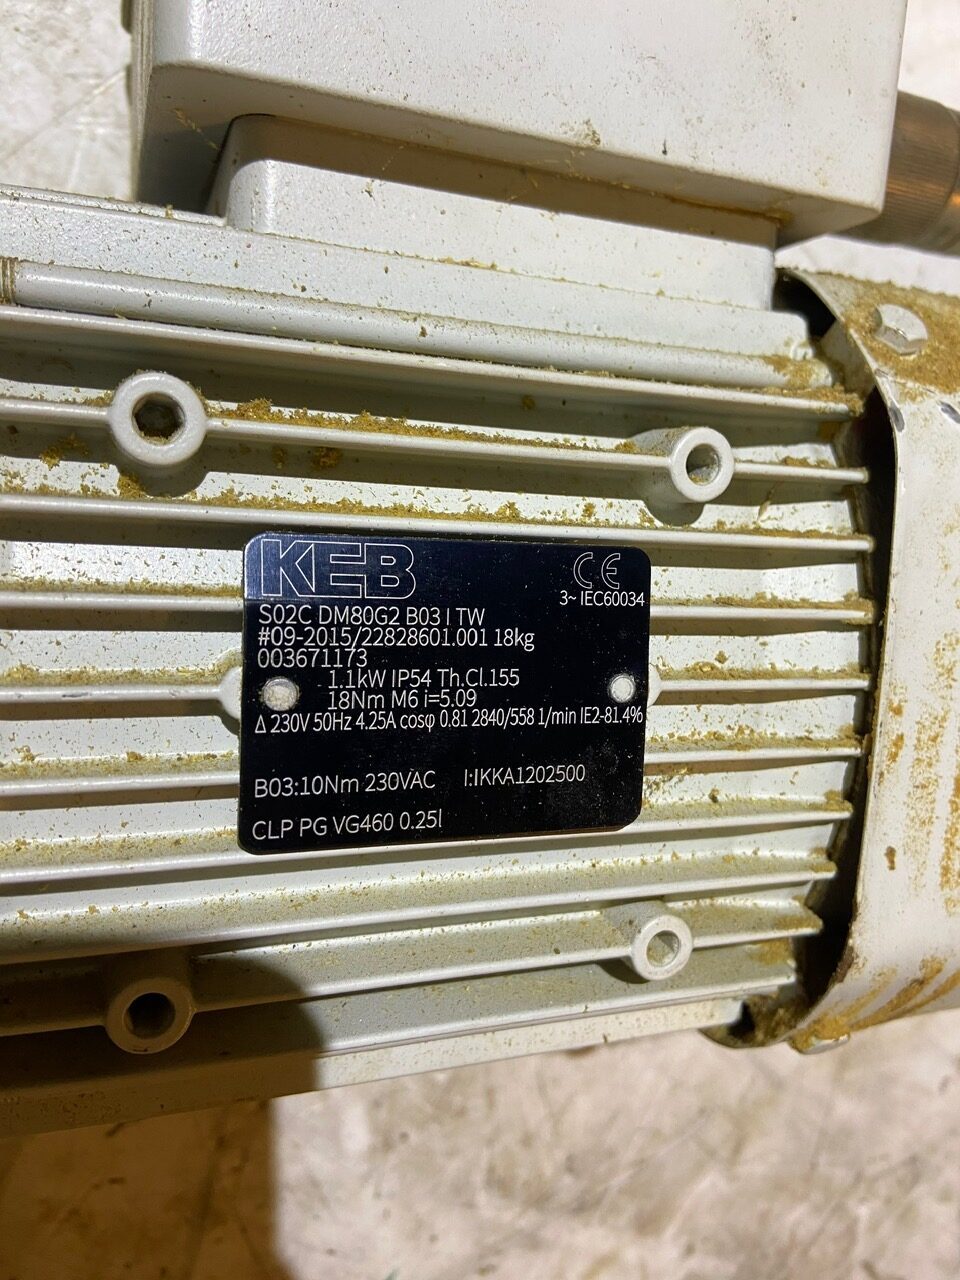 KEB
CE
3~ IEC60034
S02C DM80G2 B03 I TW
#09-2015/22828601.001 18kg
003671173
1.1kW IP54 Th.Cl.155
18Nm M6 i=5.09
Δ 230V 50Hz 4.25A cosφ 0.81 2840/558 1/min IE2-81.4%
B03:10Nm 230VAC I:IKKA1202500
CLP PG VG460 0.25l